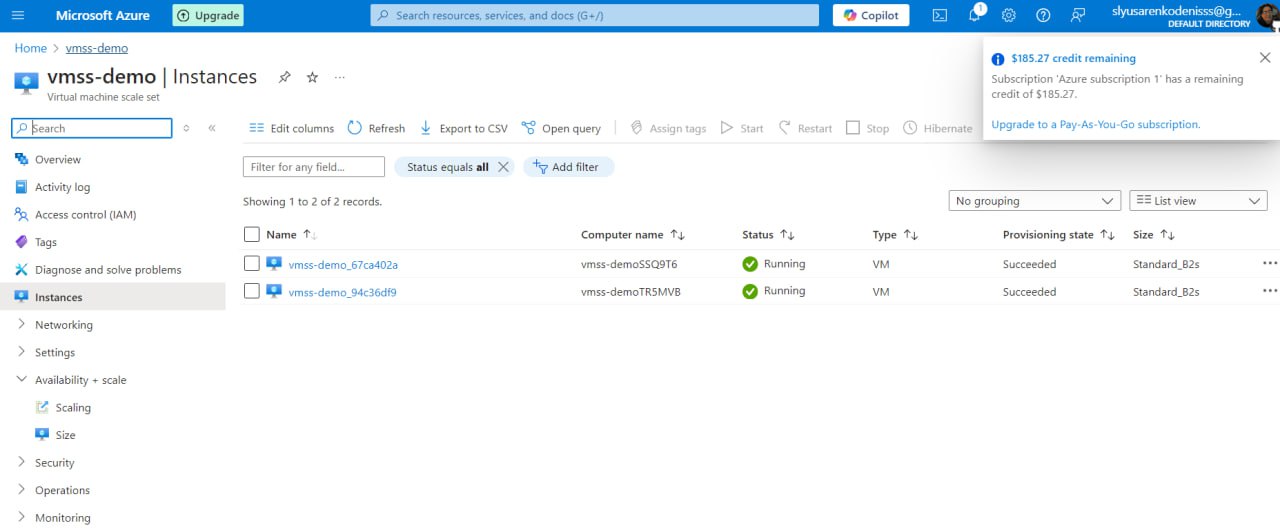 Microsoft Azure Upgrade Search resources, services, and docs (G+/) Copilot 1 slyusarenkodenisss@g...
DEFAULT DIRECTORY
Home > vmss-demo
vmss-demo | Instances ...
Virtual machine scale set
$185.27 credit remaining
Subscription 'Azure subscription 1' has a remaining
credit of $185.27.
Upgrade to a Pay-As-You-Go subscription.
Search
Overview
Activity log
Access control (IAM)
Tags
Diagnose and solve problems
Instances
Networking
Settings
Availability + scale
Scaling
Size
Security
Operations
Monitoring
Edit columns Refresh Export to CSV Open query Assign tags Start Restart Stop Hibernate
Filter for any field... Status equals all Add filter
Showing 1 to 2 of 2 records. No grouping List view
Name Computer name Status Type Provisioning state Size
vmss-demo_67ca402a vmss-demoSSQ9T6 Running VM Succeeded Standard_B2s ...
vmss-demo_94c36df9 vmss-demoTR5MVB Running VM Succeeded Standard_B2s ...